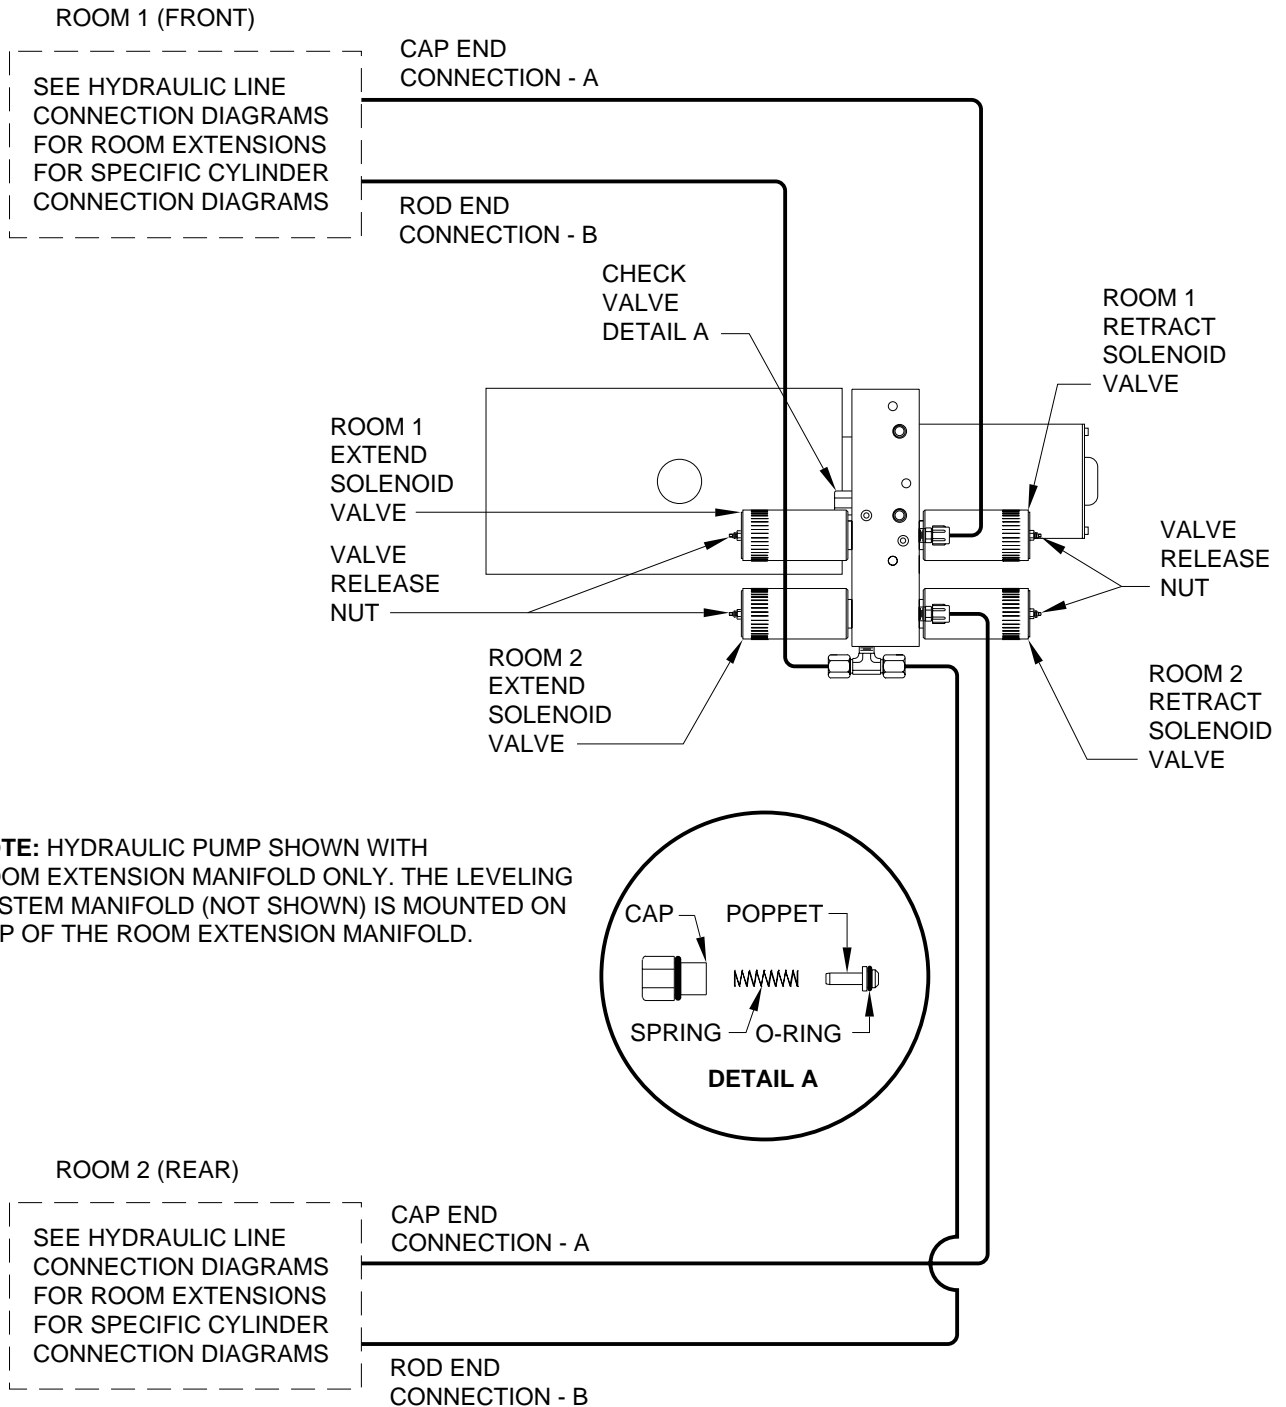 ROOM 1 (FRONT)
SEE HYDRAULIC LINE
CONNECTION DIAGRAMS
FOR ROOM EXTENSIONS
FOR SPECIFIC CYLINDER
CONNECTION DIAGRAMS
CAP END
CONNECTION - A
ROD END
CONNECTION - B
CHECK
VALVE
DETAIL A
ROOM 1
RETRACT
SOLENOID
VALVE
ROOM 1
EXTEND
SOLENOID
VALVE
VALVE
RELEASE
NUT
VALVE
RELEASE
NUT
ROOM 2
EXTEND
SOLENOID
VALVE
ROOM 2
RETRACT
SOLENOID
VALVE
TE: HYDRAULIC PUMP SHOWN WITH
OM EXTENSION MANIFOLD ONLY. THE LEVELING
STEM MANIFOLD (NOT SHOWN) IS MOUNTED ON
P OF THE ROOM EXTENSION MANIFOLD.
CAP
POPPET
SPRING
O-RING
DETAIL A
ROOM 2 (REAR)
SEE HYDRAULIC LINE
CONNECTION DIAGRAMS
FOR ROOM EXTENSIONS
FOR SPECIFIC CYLINDER
CONNECTION DIAGRAMS
CAP END
CONNECTION - A
ROD END
CONNECTION - B